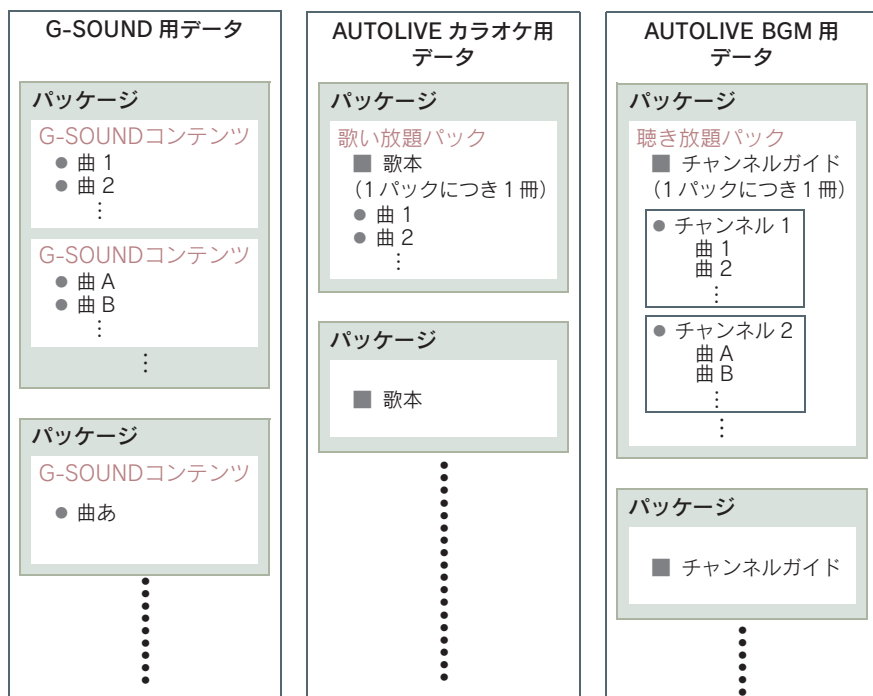 G-SOUND 用データ
パッケージ
G-SOUNDコンテンツ
● 曲 1
● 曲 2
⋮
G-SOUNDコンテンツ
● 曲 A
● 曲 B
⋮
⋮
パッケージ
G-SOUNDコンテンツ
● 曲あ
AUTOLIVE カラオケ用
データ
パッケージ
歌い放題パック
■ 歌本
（1 パックにつき 1 冊）
● 曲 1
● 曲 2
⋮
パッケージ
■ 歌本
AUTOLIVE BGM 用
データ
パッケージ
聴き放題パック
■ チャンネルガイド
（1 パックにつき 1 冊）
● チャンネル 1
曲 1
曲 2
⋮
● チャンネル 2
曲 A
曲 B
⋮
⋮
パッケージ
■ チャンネルガイド